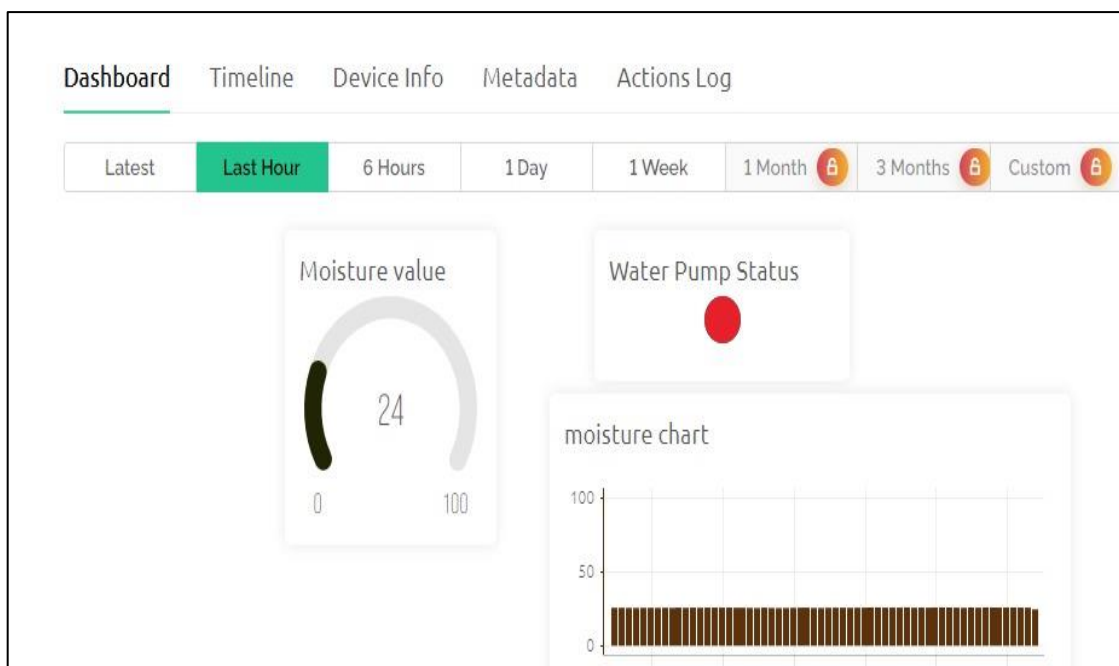 Dashboard Timeline Device Info Metadata Actions Log
Latest Last Hour 6 Hours 1 Day 1 Week 1 Month 3 Months Custom
Moisture value
24
0 100
Water Pump Status
moisture chart
100
50
0